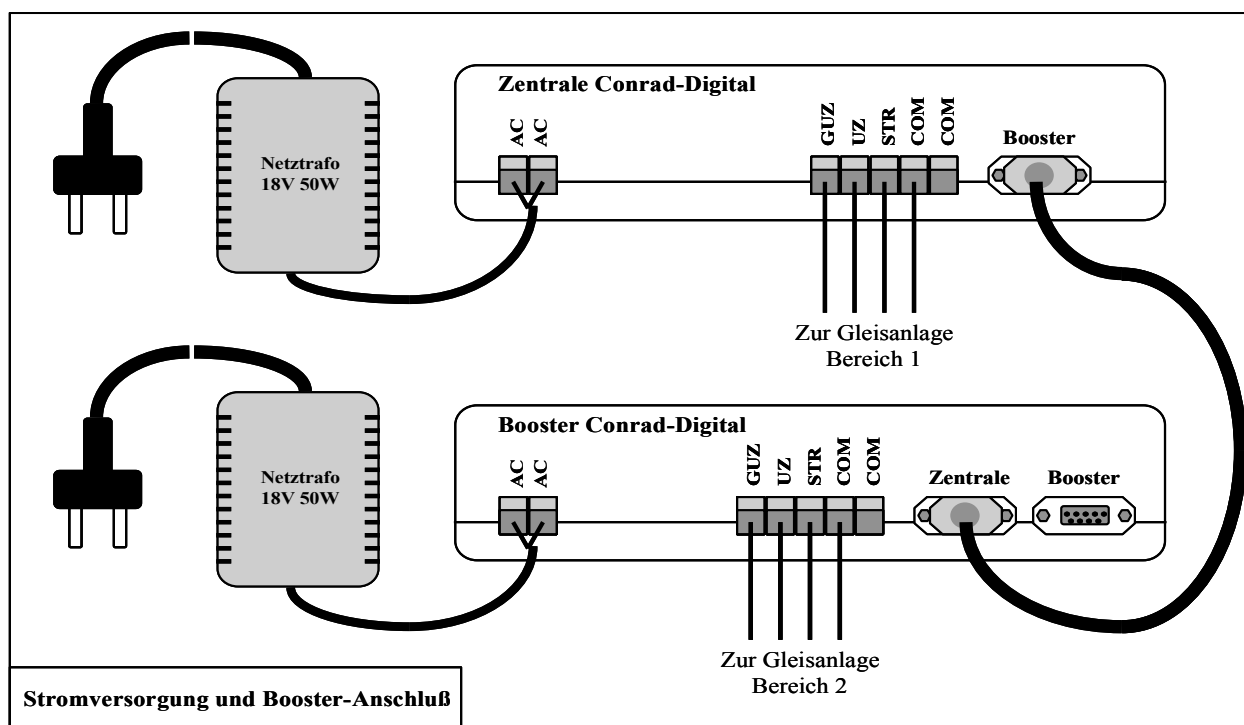 Zentrale Conrad-Digital
AC
AC
GUZ
UZ
STR
COM
COM
Booster
Netztrafo
18V 50W
Zur Gleisanlage
Bereich 1
Booster Conrad-Digital
AC
AC
GUZ
UZ
STR
COM
COM
Zentrale
Booster
Netztrafo
18V 50W
Zur Gleisanlage
Bereich 2
Stromversorgung und Booster-Anschluß